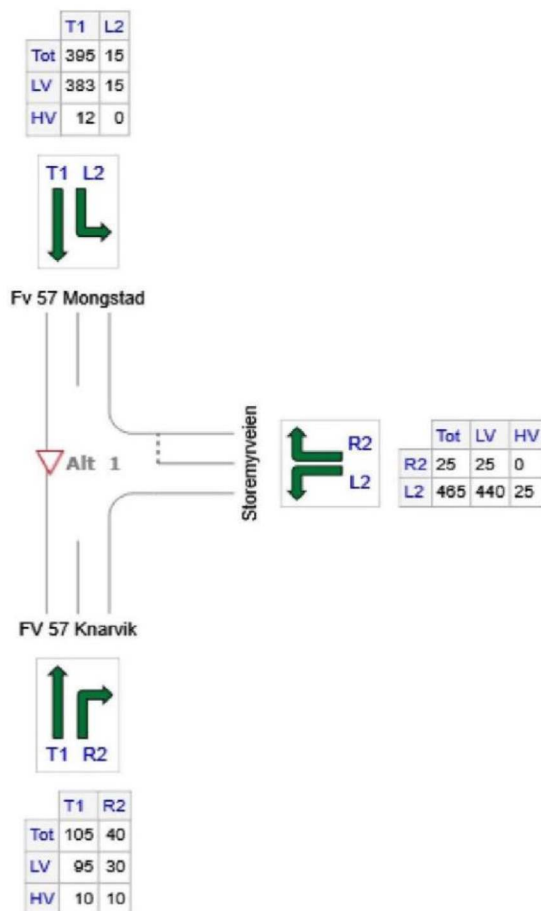 T1 L2
Tot 395 15
LV 383 15
HV 12 0
T1 L2
Fv 57 Mongstad
Alt 1
Storemyrveien
R2
L2
Tot LV HV
R2 25 25 0
L2 465 440 25
FV 57 Knarvik
T1 R2
T1 R2
Tot 105 40
LV 95 30
HV 10 10